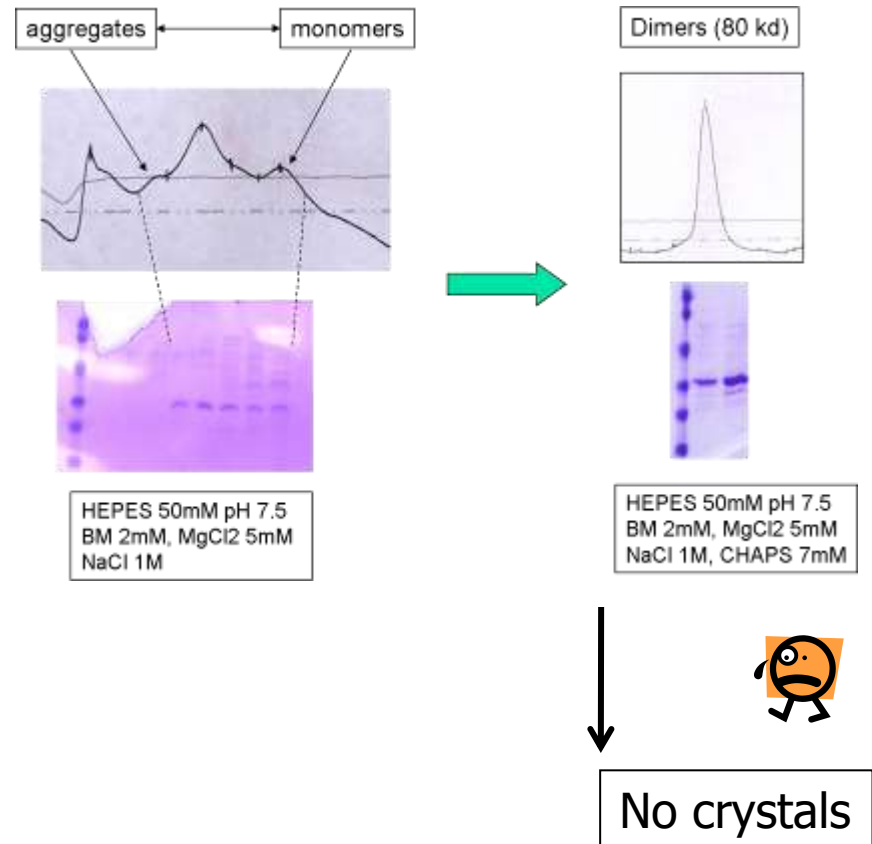 aggregates
monomers
Dimers (80 kd)
HEPES 50mM pH 7.5
BM 2mM, MgCl2 5mM
NaCl 1M
HEPES 50mM pH 7.5
BM 2mM, MgCl2 5mM
NaCl 1M, CHAPS 7mM
No crystals